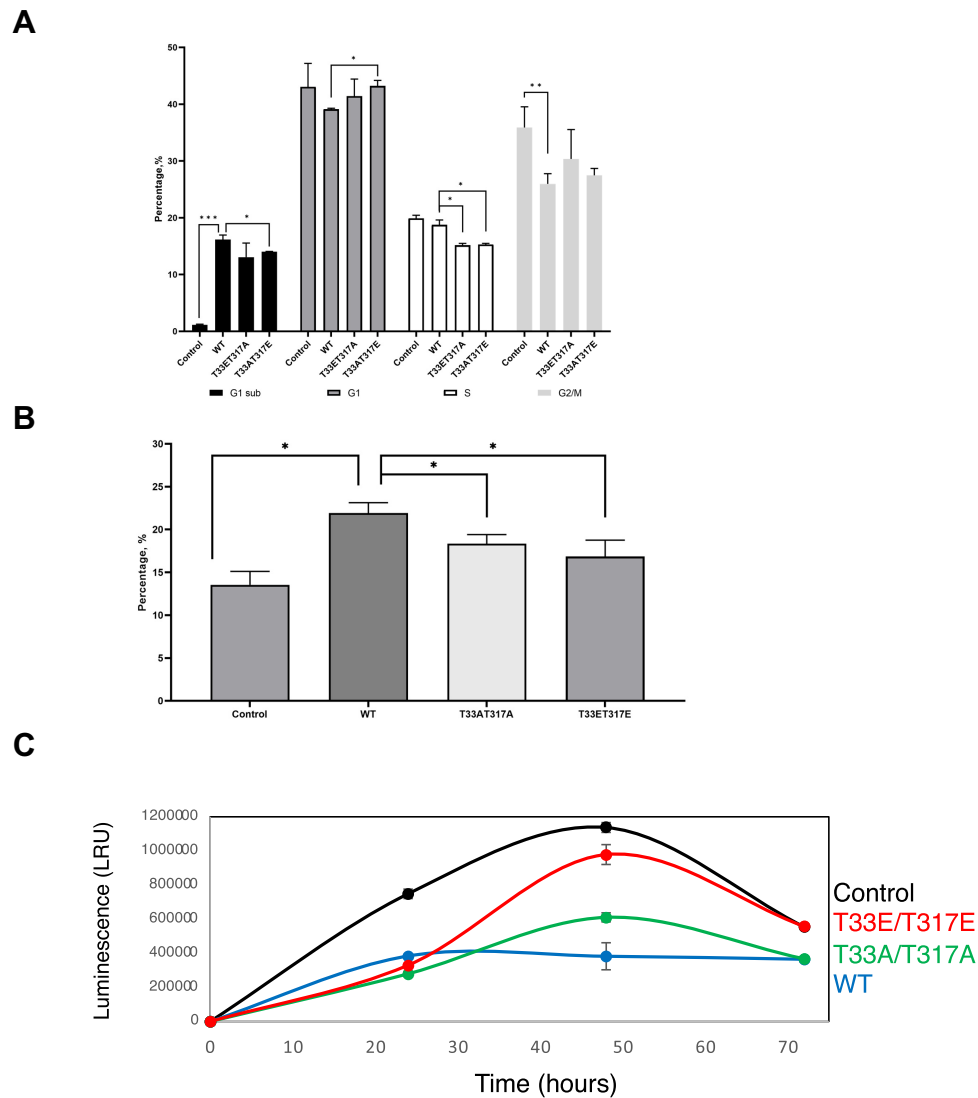 A
50
40
30
20
10
0
Percentage,%
***
*
*
*
*
**
Control
WT
T33ET317A
T33AT317E
Control
WT
T33ET317A
T33AT317E
Control
WT
T33ET317A
T33AT317E
Control
WT
T33ET317A
T33AT317E
G1 sub G1 S G2/M
B
30
25
20
15
10
5
0
Percentage, %
*
*
*
Control WT T33AT317A T33ET317E
C
1200000
1000000
800000
600000
400000
200000
0
Luminescence (LRU)
Control
T33E/T317E
T33A/T317A
WT
0 10 20 30 40 50 60 70
Time (hours)